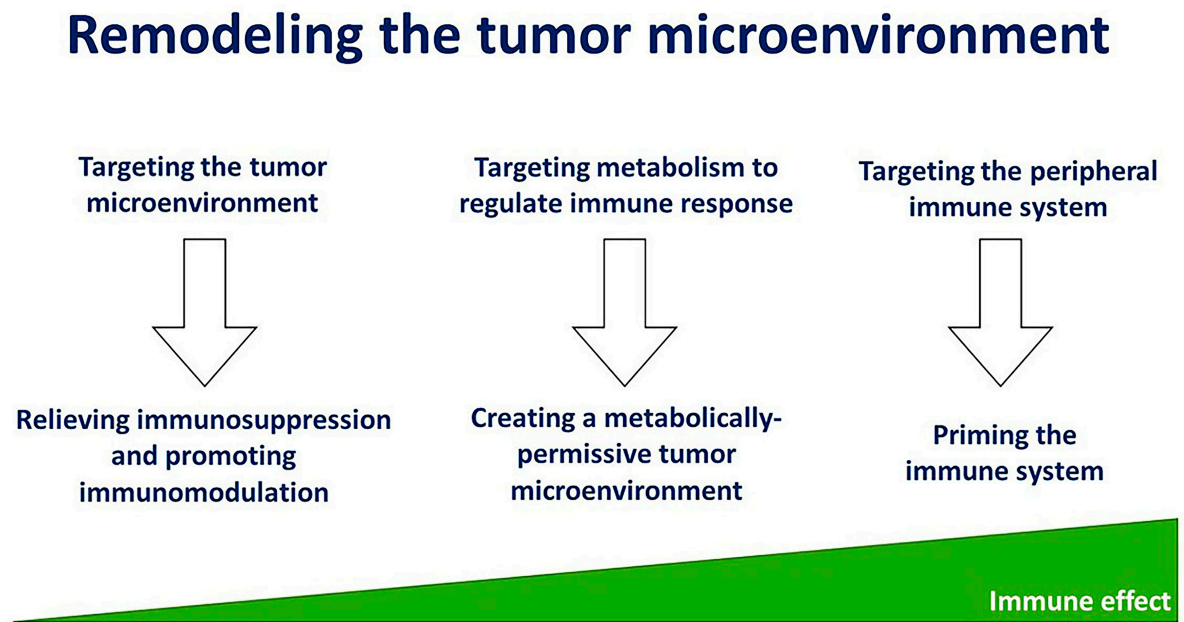 Remodeling the tumor microenvironment
Targeting the tumor
microenvironment
Relieving immunosuppression
and promoting
immunomodulation
Targeting metabolism to
regulate immune response
Creating a metabolically-
permissive tumor
microenvironment
Targeting the peripheral
immune system
Priming the
immune system
Immune effect